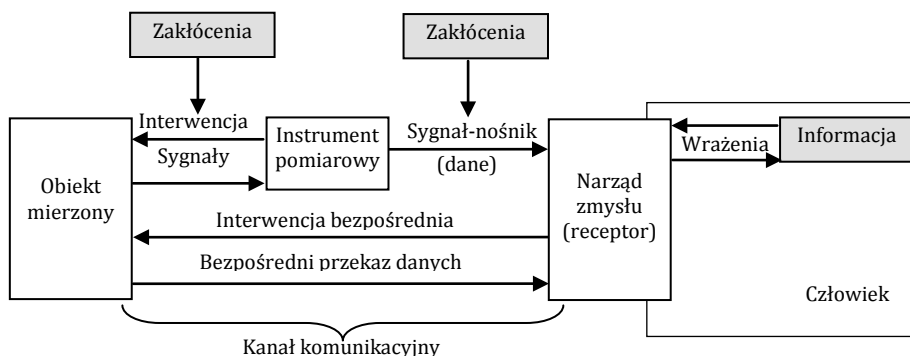 Zakłócenia
Zakłócenia
Interwencja
Sygnały
Instrument
pomiarowy
Sygnał-nośnik
(dane)
Wrażenia
Informacja
Obiekt
mierzony
Narząd
zmysłu
(receptor)
Interwencja bezpośrednia
Bezpośredni przekaz danych
Człowiek
Kanał komunikacyjny